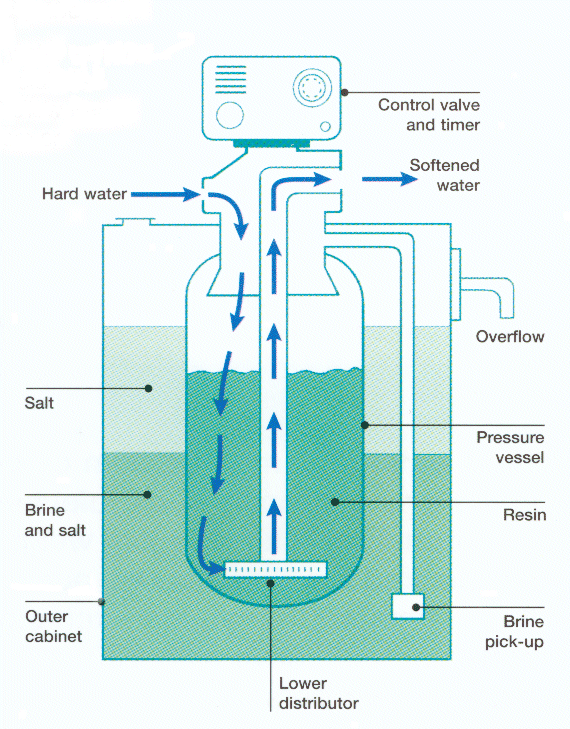 Control valve
and timer
Softened
water
Hard water
Overflow
Salt
Pressure
vessel
Brine
and salt
Resin
Outer
cabinet
Brine
pick-up
Lower
distributor